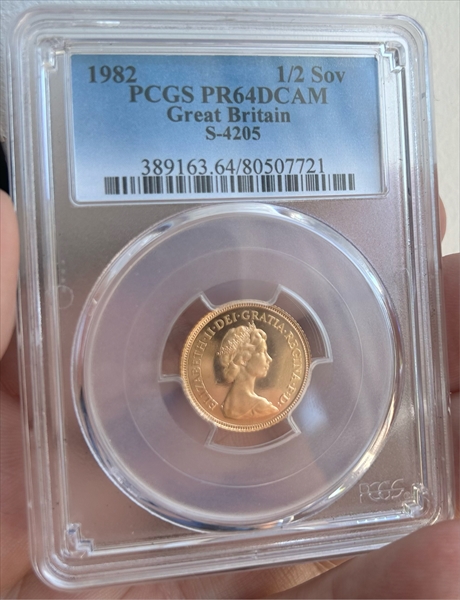 1982 1/2 Sov
PCGS PR64DCAM
Great Britain
S-4205
389163.64/80507721
ELIZABETH·II·DEI·GRATIA·REGINA·F:D:
PCGS